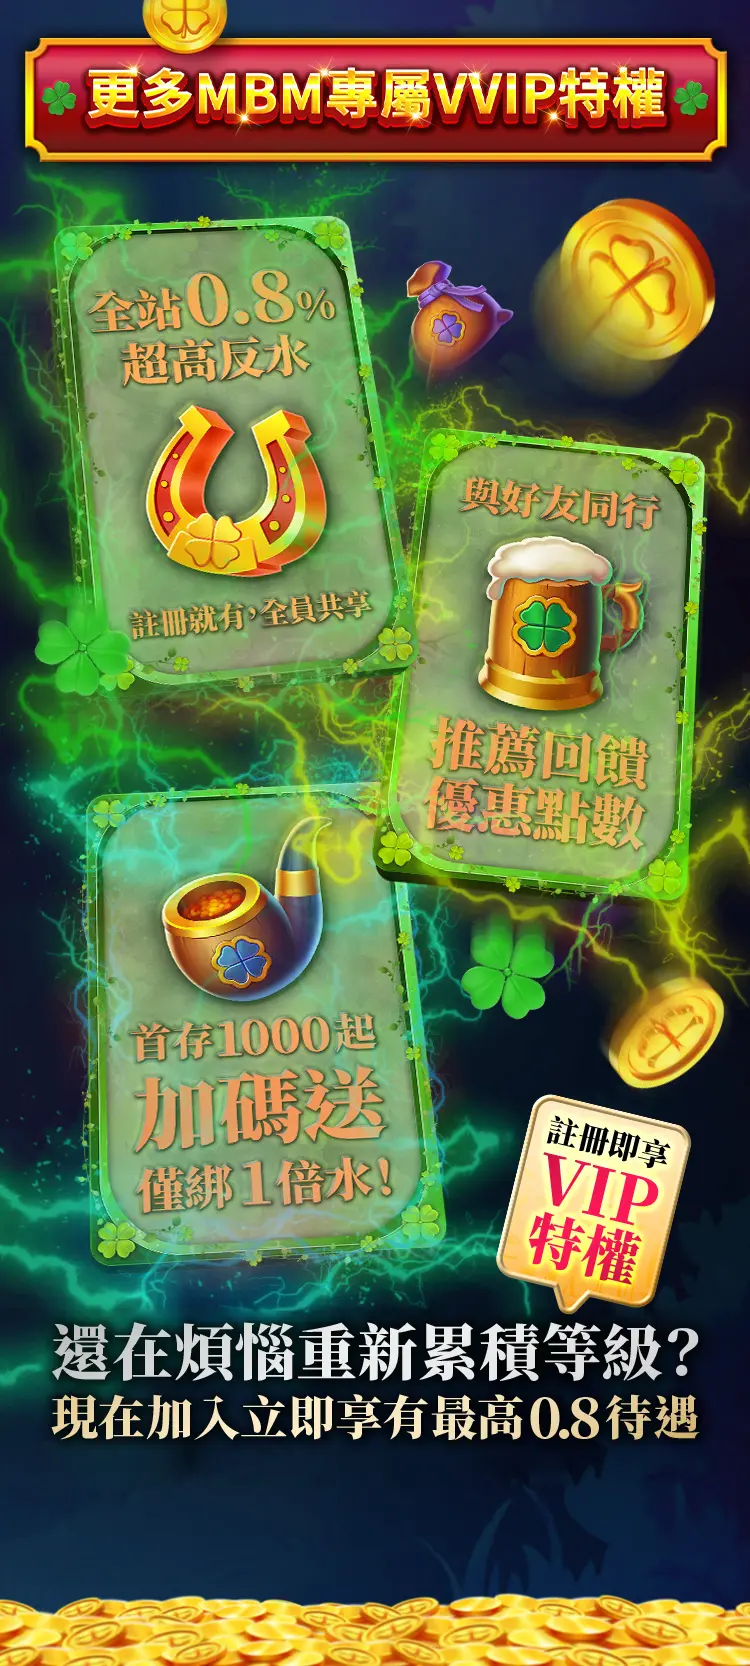 更多MBM專屬VVIP特權
全站0.8%
超高反水
註冊就有,全員共享
與好友同行
推薦回饋
優惠點數
首存1000起
加碼送
僅綁1倍水!
註冊即享
VIP
特權
還在煩惱重新累積等級?
現在加入立即享有最高0.8待遇